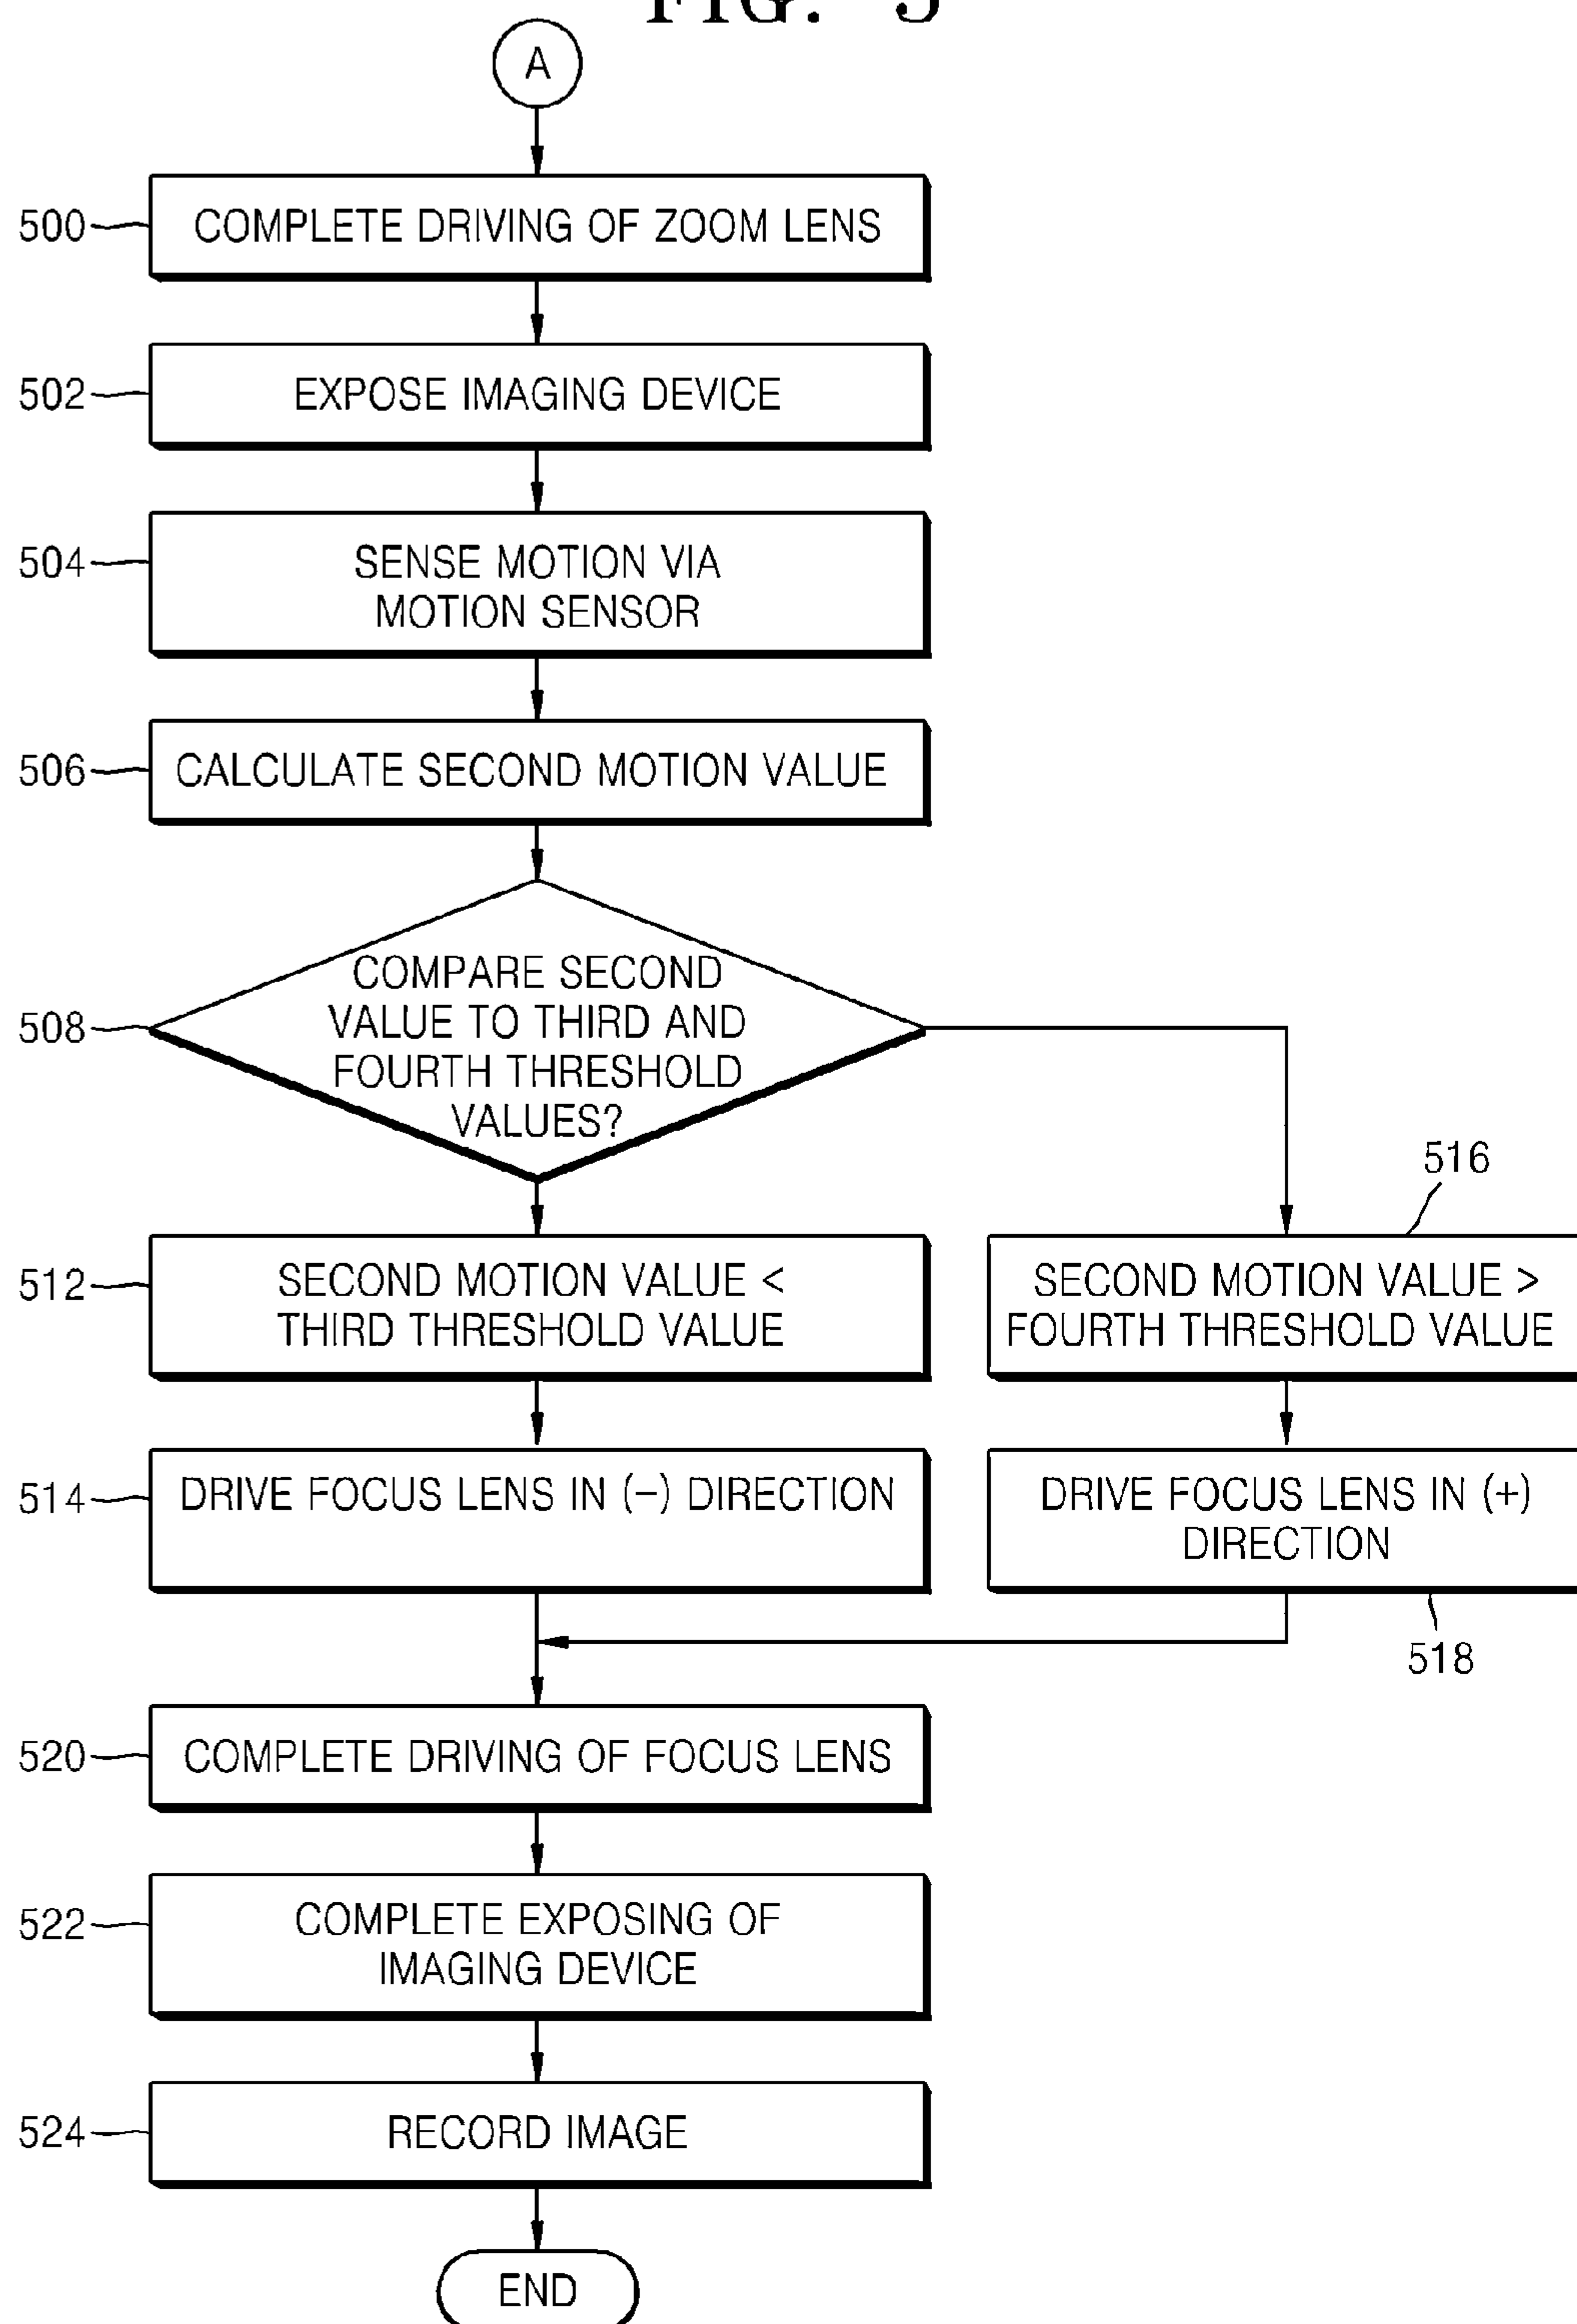 FIG. 5
A
500
COMPLETE DRIVING OF ZOOM LENS
502
EXPOSE IMAGING DEVICE
504
SENSE MOTION VIA
MOTION SENSOR
506
CALCULATE SECOND MOTION VALUE
508
COMPARE SECOND
VALUE TO THIRD AND
FOURTH THRESHOLD
VALUES?
512
SECOND MOTION VALUE <
THIRD THRESHOLD VALUE
516
SECOND MOTION VALUE >
FOURTH THRESHOLD VALUE
514
DRIVE FOCUS LENS IN (−) DIRECTION
DRIVE FOCUS LENS IN (+)
DIRECTION
518
520
COMPLETE DRIVING OF FOCUS LENS
522
COMPLETE EXPOSING OF
IMAGING DEVICE
524
RECORD IMAGE
END